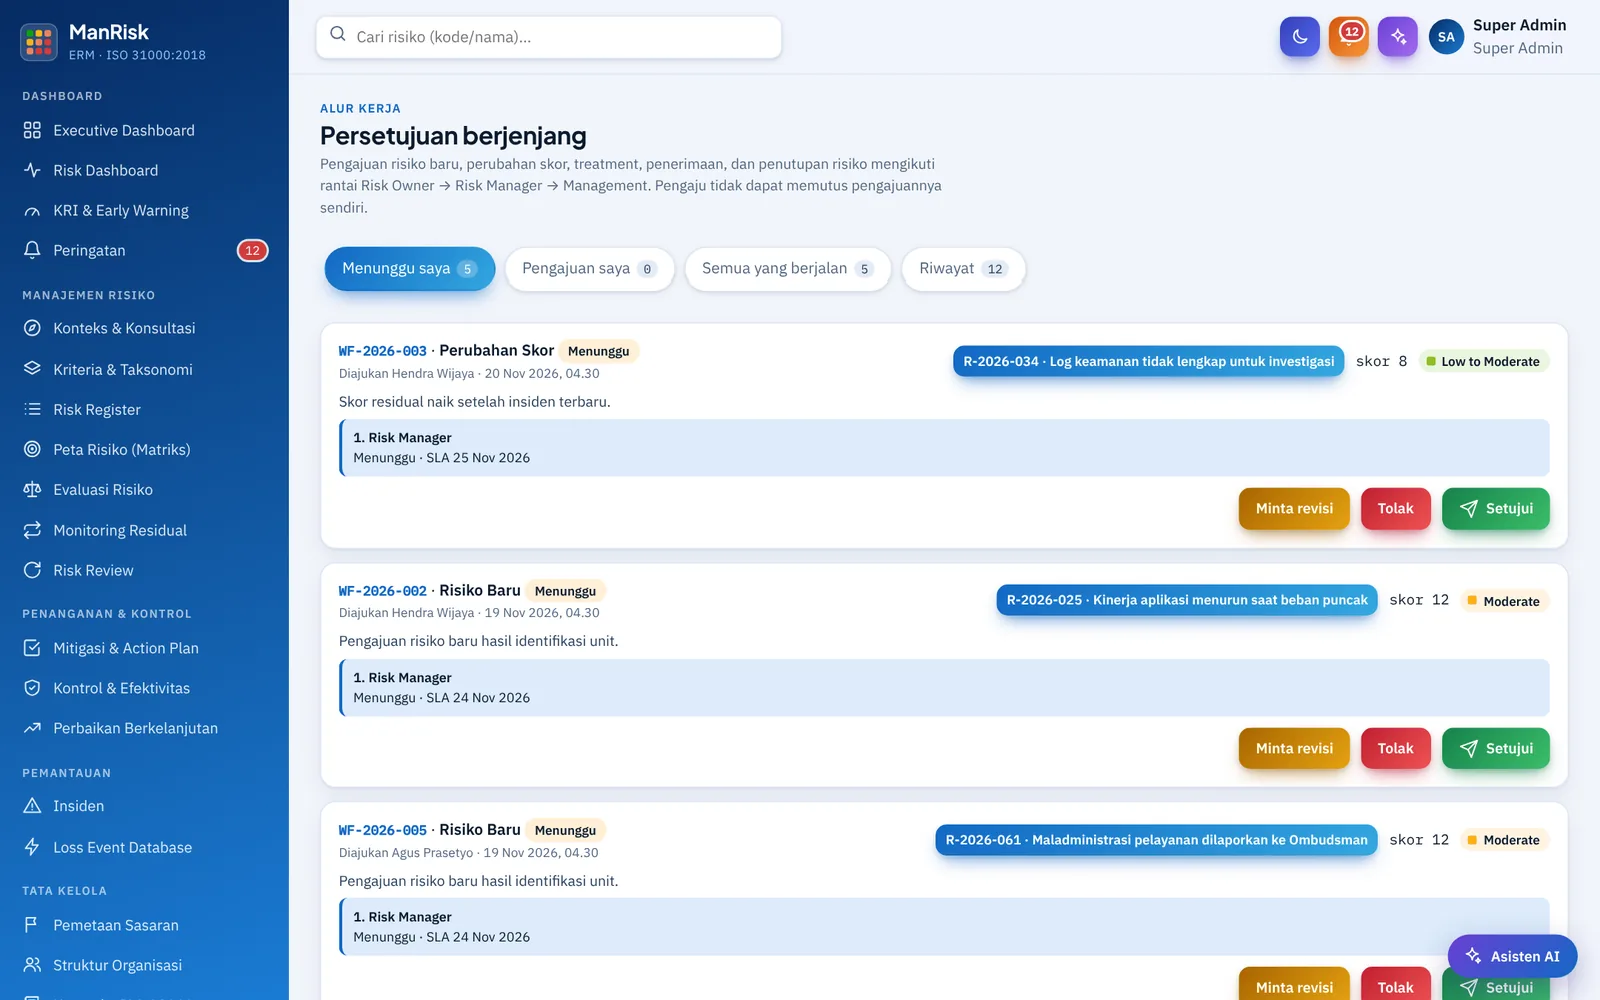 ManRisk
ERM · ISO 31000:2018
DASHBOARD
Executive Dashboard
Risk Dashboard
KRI & Early Warning
Peringatan
12
MANAJEMEN RISIKO
Konteks & Konsultasi
Kriteria & Taksonomi
Risk Register
Peta Risiko (Matriks)
Evaluasi Risiko
Monitoring Residual
Risk Review
PENANGANAN & KONTROL
Mitigasi & Action Plan
Kontrol & Efektivitas
Perbaikan Berkelanjutan
PEMANTAUAN
Insiden
Loss Event Database
TATA KELOLA
Pemetaan Sasaran
Struktur Organisasi
Cari risiko (kode/nama)...
12
SA
Super Admin
Super Admin
ALUR KERJA
Persetujuan berjenjang
Pengajuan risiko baru, perubahan skor, treatment, penerimaan, dan penutupan risiko mengikuti
rantai Risk Owner → Risk Manager → Management. Pengaju tidak dapat memutus pengajuannya
sendiri.
Menunggu saya 5
Pengajuan saya 0
Semua yang berjalan 5
Riwayat 12
WF-2026-003 · Perubahan Skor Menunggu
R-2026-034 · Log keamanan tidak lengkap untuk investigasi skor 8 Low to Moderate
Diajukan Hendra Wijaya · 20 Nov 2026, 04.30
Skor residual naik setelah insiden terbaru.
1. Risk Manager
Menunggu · SLA 25 Nov 2026
Minta revisi Tolak Setujui
WF-2026-002 · Risiko Baru Menunggu
R-2026-025 · Kinerja aplikasi menurun saat beban puncak skor 12 Moderate
Diajukan Hendra Wijaya · 19 Nov 2026, 04.30
Pengajuan risiko baru hasil identifikasi unit.
1. Risk Manager
Menunggu · SLA 24 Nov 2026
Minta revisi Tolak Setujui
WF-2026-005 · Risiko Baru Menunggu
R-2026-061 · Maladministrasi pelayanan dilaporkan ke Ombudsman skor 12 Moderate
Diajukan Agus Prasetyo · 19 Nov 2026, 04.30
Pengajuan risiko baru hasil identifikasi unit.
1. Risk Manager
Menunggu · SLA 24 Nov 2026
Asisten AI
Minta revisi Tolak Setujui